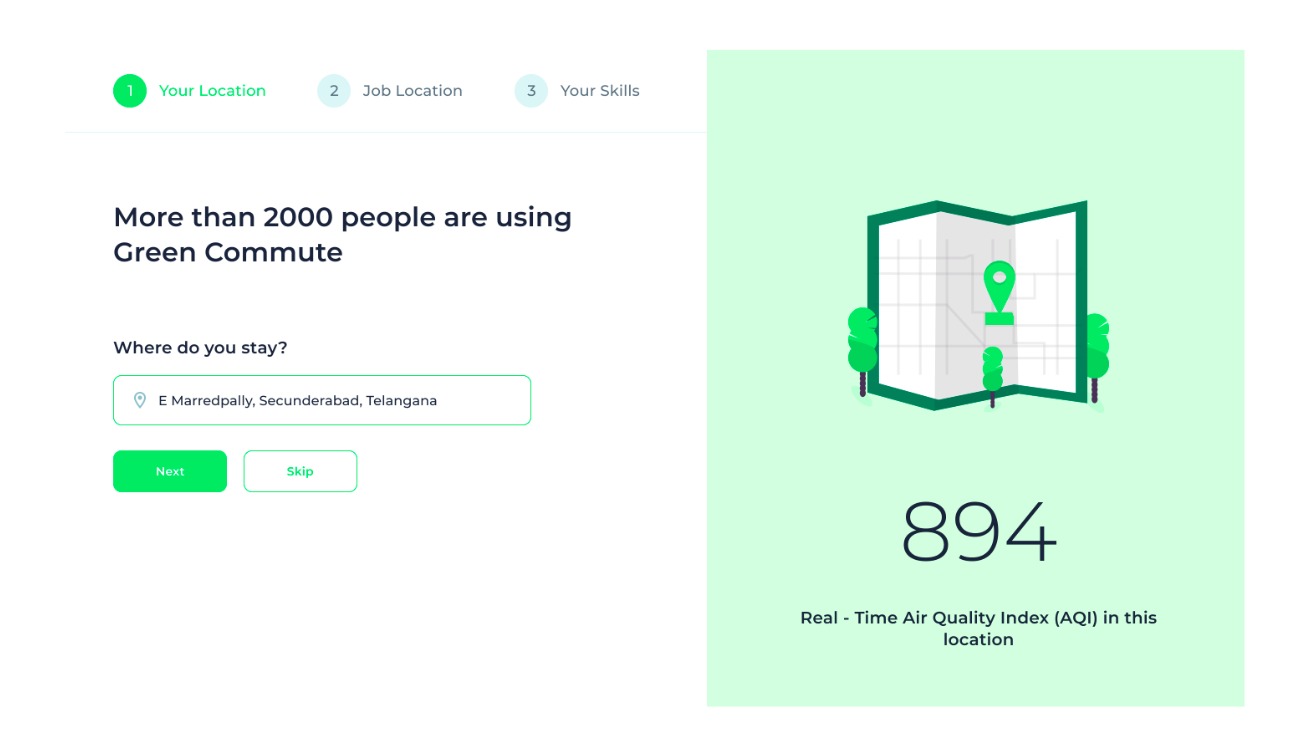 1 Your Location 2 Job Location 3 Your Skills
More than 2000 people are using
Green Commute
Where do you stay?
E Marredpally, Secunderabad, Telangana
Next Skip
894
Real - Time Air Quality Index (AQI) in this
location